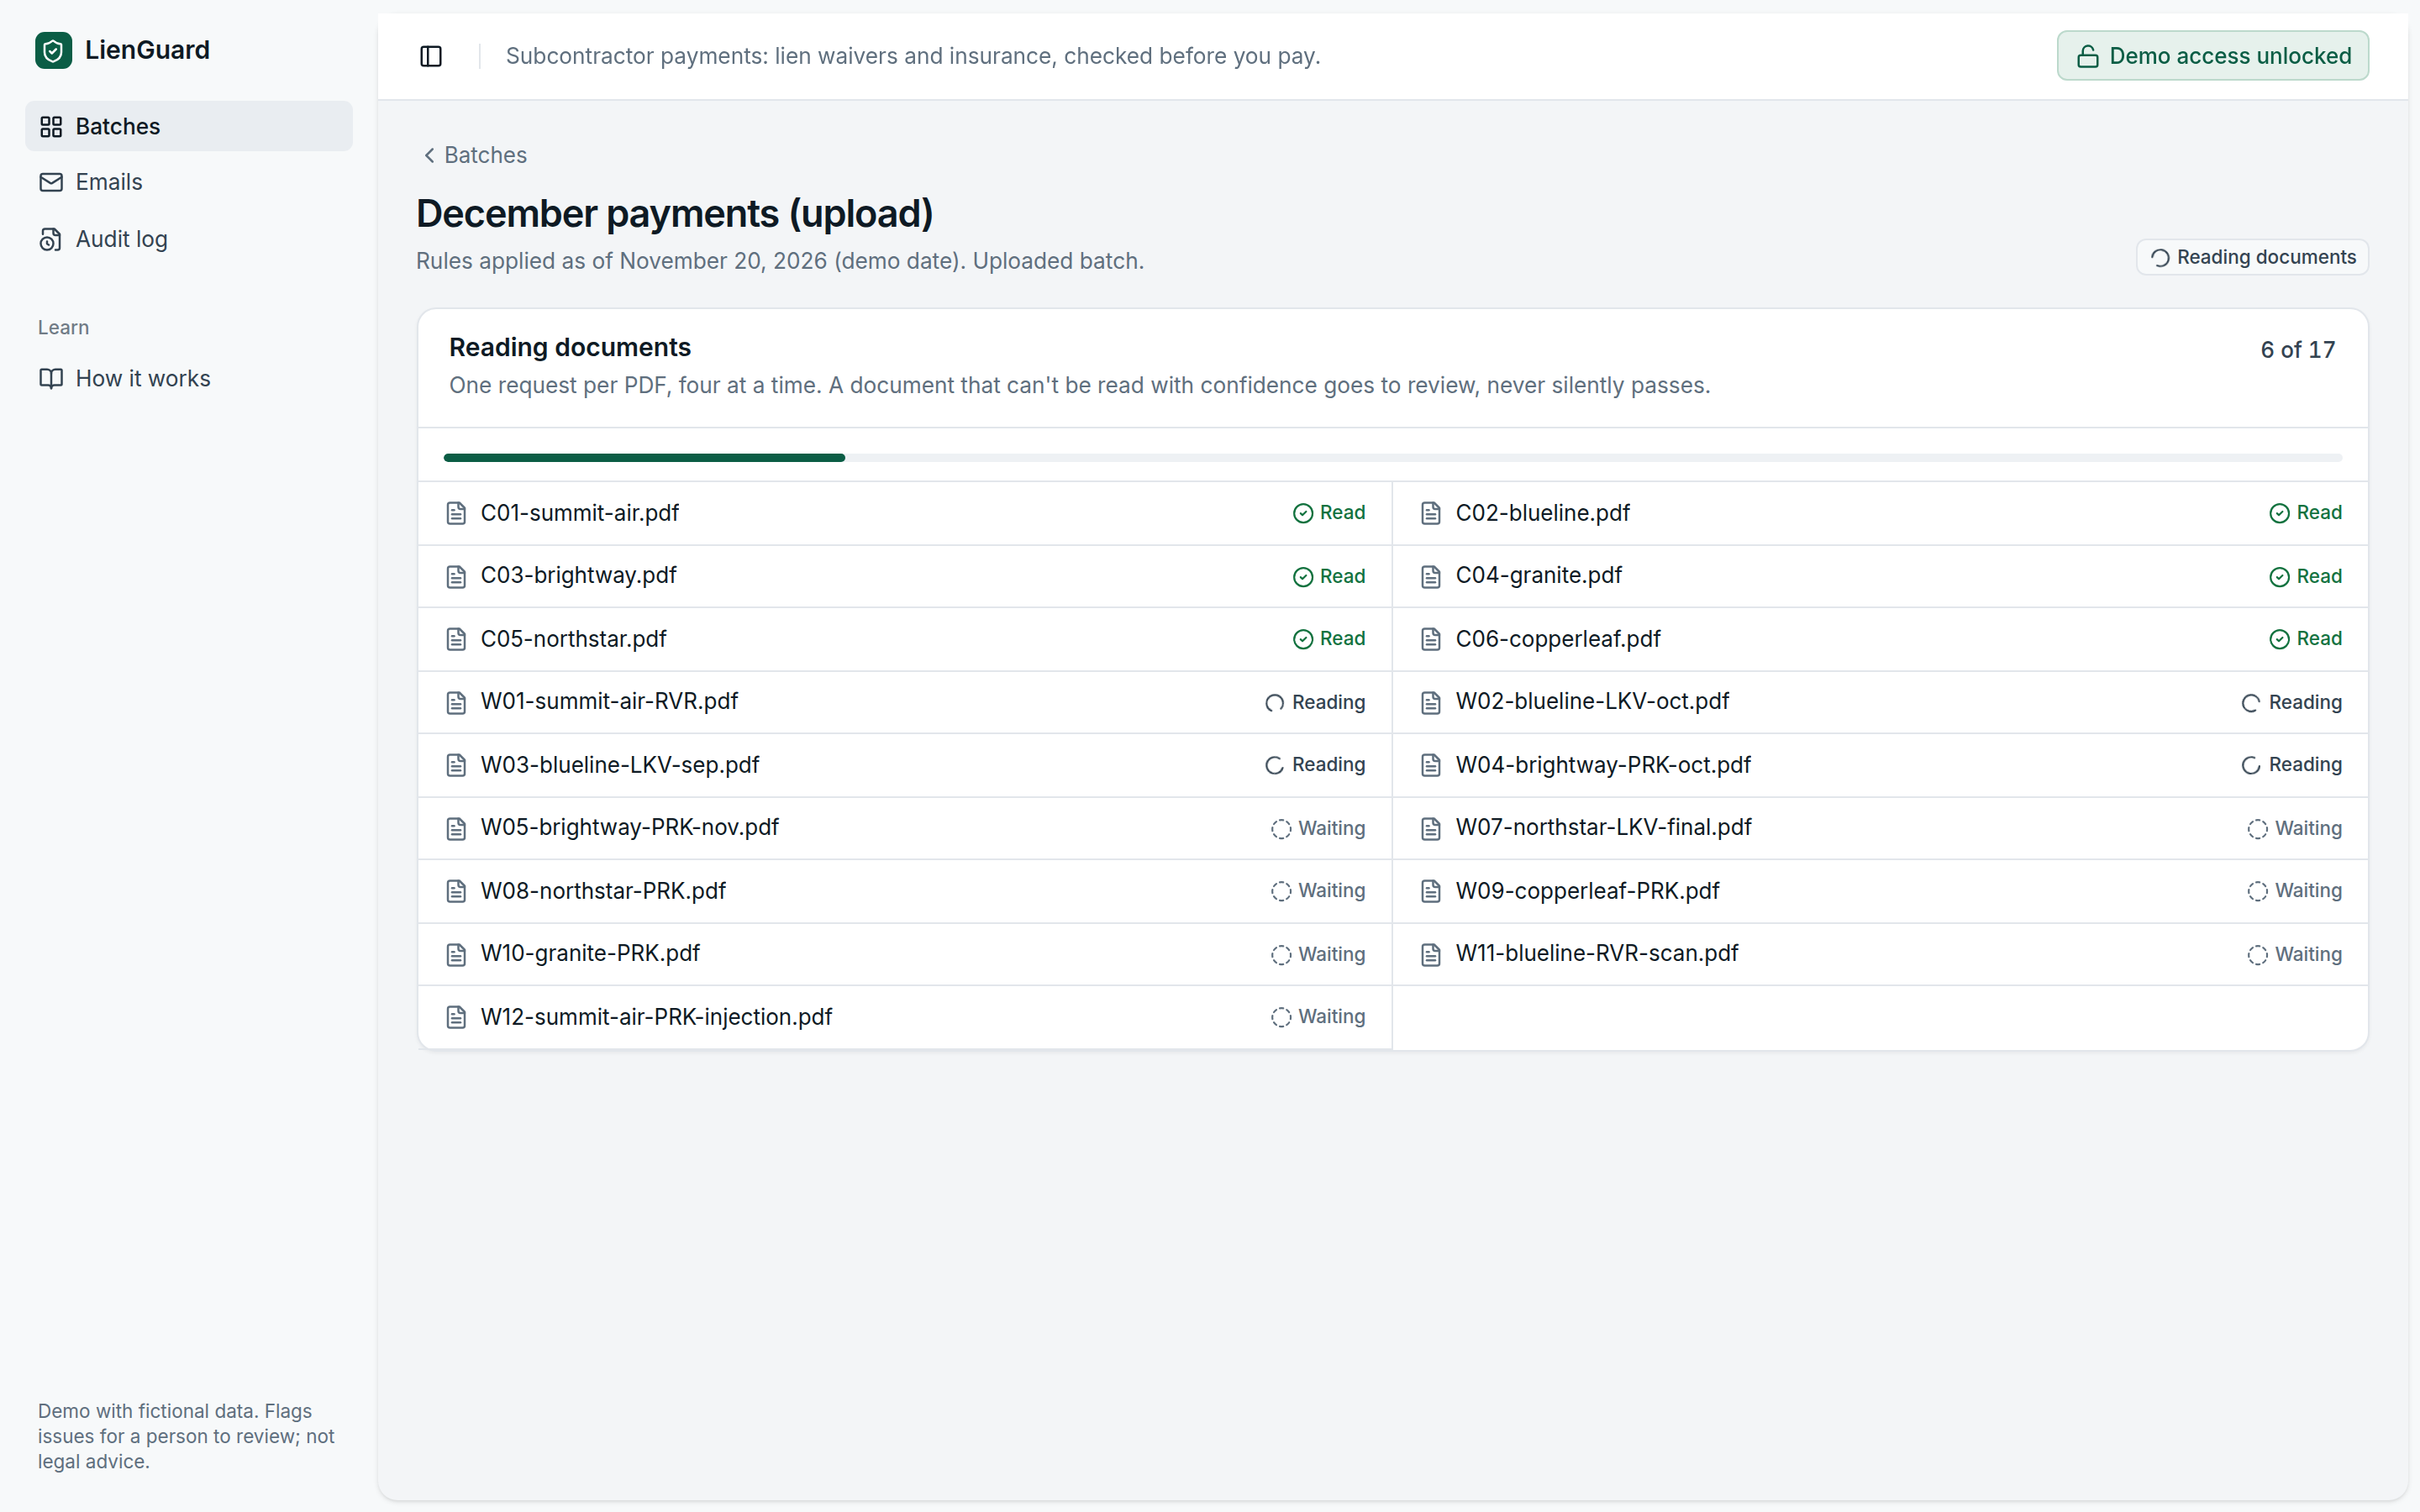 LienGuard
Batches
Emails
Audit log
Learn
How it works
Demo with fictional data. Flags
issues for a person to review; not
legal advice.
Subcontractor payments: lien waivers and insurance, checked before you pay.
Demo access unlocked
Batches
December payments (upload)
Rules applied as of November 20, 2026 (demo date). Uploaded batch.
Reading documents
Reading documents
6 of 17
One request per PDF, four at a time. A document that can't be read with confidence goes to review, never silently passes.
C01-summit-air.pdf Read
C02-blueline.pdf Read
C03-brightway.pdf Read
C04-granite.pdf Read
C05-northstar.pdf Read
C06-copperleaf.pdf Read
W01-summit-air-RVR.pdf Reading
W02-blueline-LKV-oct.pdf Reading
W03-blueline-LKV-sep.pdf Reading
W04-brightway-PRK-oct.pdf Reading
W05-brightway-PRK-nov.pdf Waiting
W07-northstar-LKV-final.pdf Waiting
W08-northstar-PRK.pdf Waiting
W09-copperleaf-PRK.pdf Waiting
W10-granite-PRK.pdf Waiting
W11-blueline-RVR-scan.pdf Waiting
W12-summit-air-PRK-injection.pdf Waiting